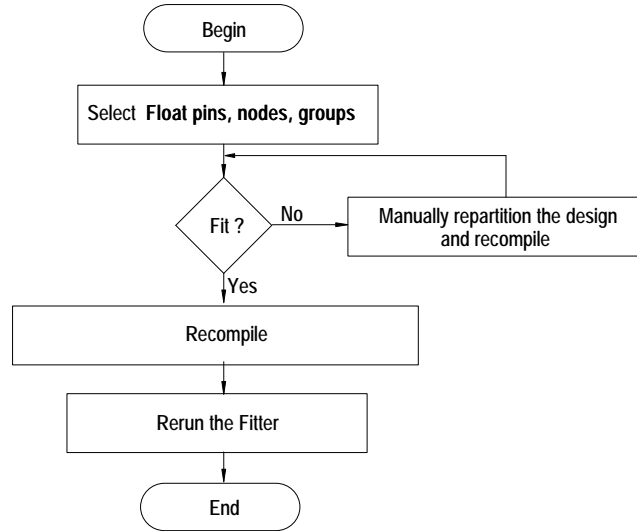 Begin
Select Float pins, nodes, groups
Fit ?
No
Manually repartition the design
and recompile
Yes
Recompile
Rerun the Fitter
End